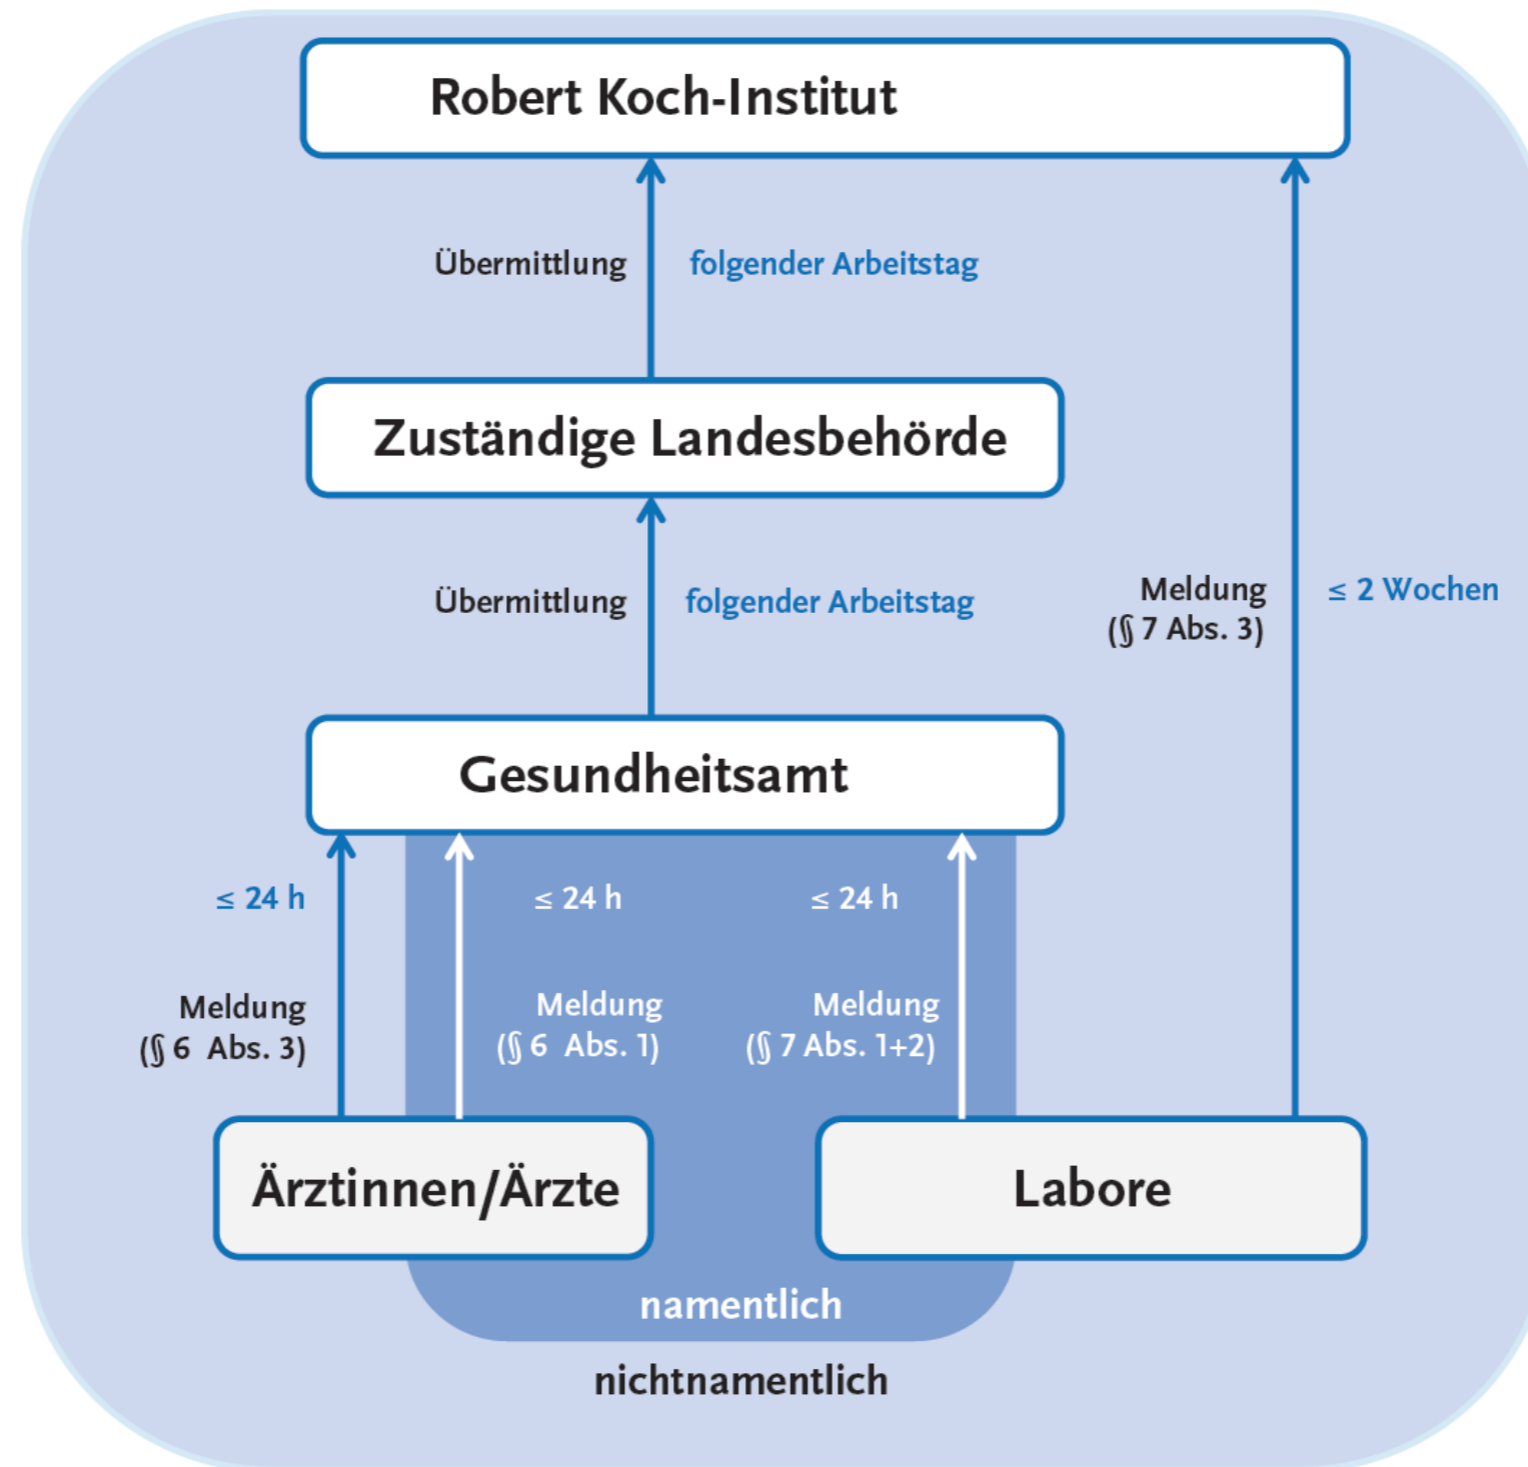 Robert Koch-Institut
Übermittlung
folgender Arbeitstag
Zuständige Landesbehörde
Übermittlung
folgender Arbeitstag
Meldung
(§ 7 Abs. 3)
≤ 2 Wochen
Gesundheitsamt
≤ 24 h
≤ 24 h
≤ 24 h
Meldung
(§ 6 Abs. 3)
Meldung
(§ 6 Abs. 1)
Meldung
(§ 7 Abs. 1+2)
Ärztinnen/Ärzte
Labore
namentlich
nichtnamentlich